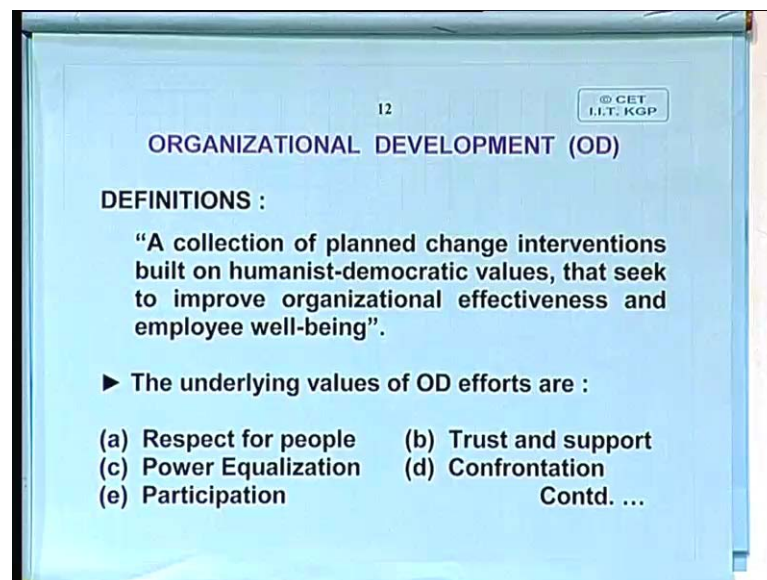 12
© CET
I.I.T. KGP
ORGANIZATIONAL DEVELOPMENT (OD)
DEFINITIONS :
“A collection of planned change interventions
built on humanist-democratic values, that seek
to improve organizational effectiveness and
employee well-being”.
► The underlying values of OD efforts are :
(a) Respect for people (b) Trust and support
(c) Power Equalization (d) Confrontation
(e) Participation Contd. ...